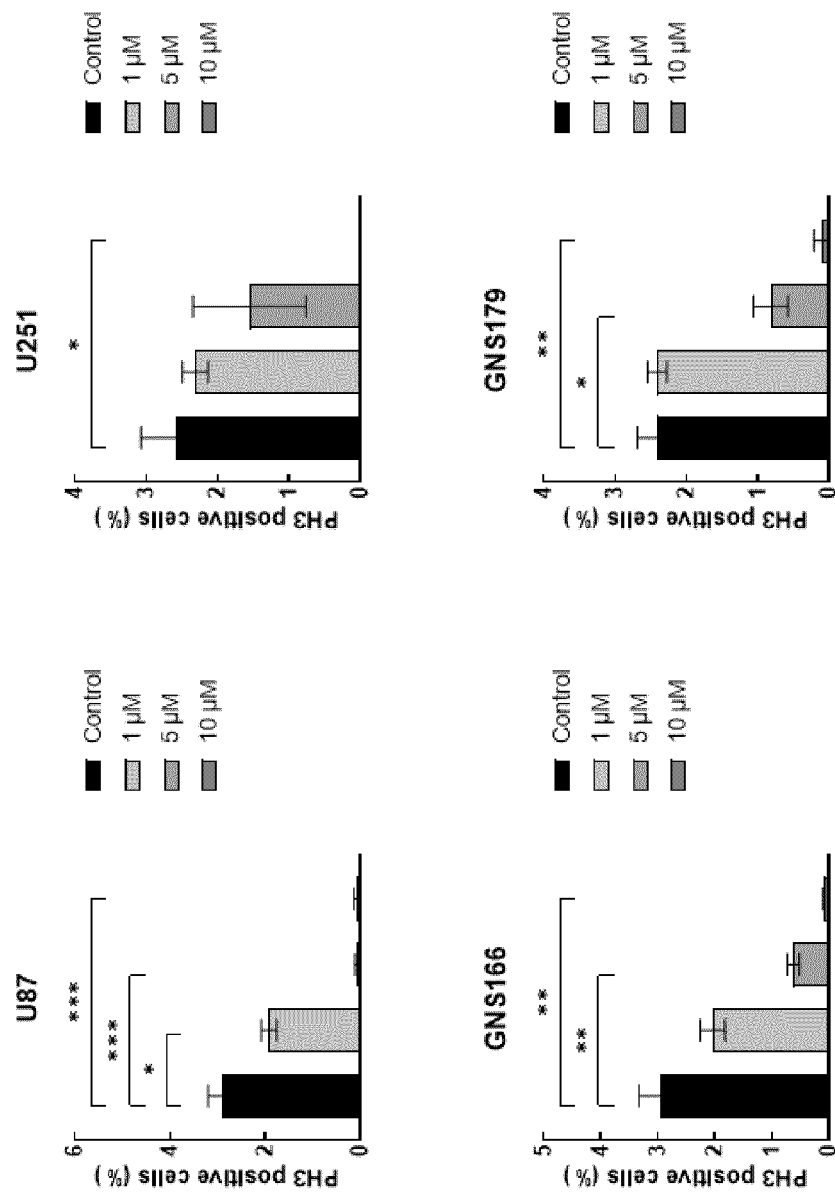 U87
***
***
*
PH3 positive cells (% )
6
4
2
0
Control
1 µM
5 µM
10 µM
U251
*
PH3 positive cells (% )
4
3
2
1
0
Control
1 µM
5 µM
10 µM
GNS166
**
**
PH3 positive cells (% )
5
4
3
2
1
0
Control
1 µM
5 µM
10 µM
GNS179
**
*
PH3 positive cells (% )
4
3
2
1
0
Control
1 µM
5 µM
10 µM